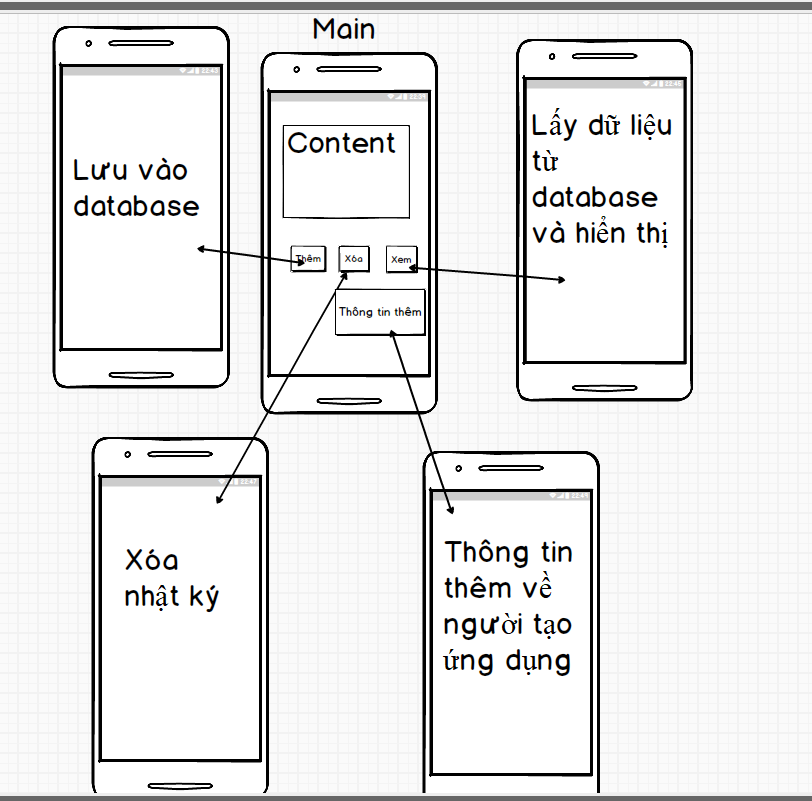 Main
Lưu vào
database
Content
Thêm
Xóa
Xem
Thông tin thêm
Lấy dữ liệu
từ
database
và hiển thị
Xóa
nhật ký
Thông tin
thêm về
người tạo
ứng dụng